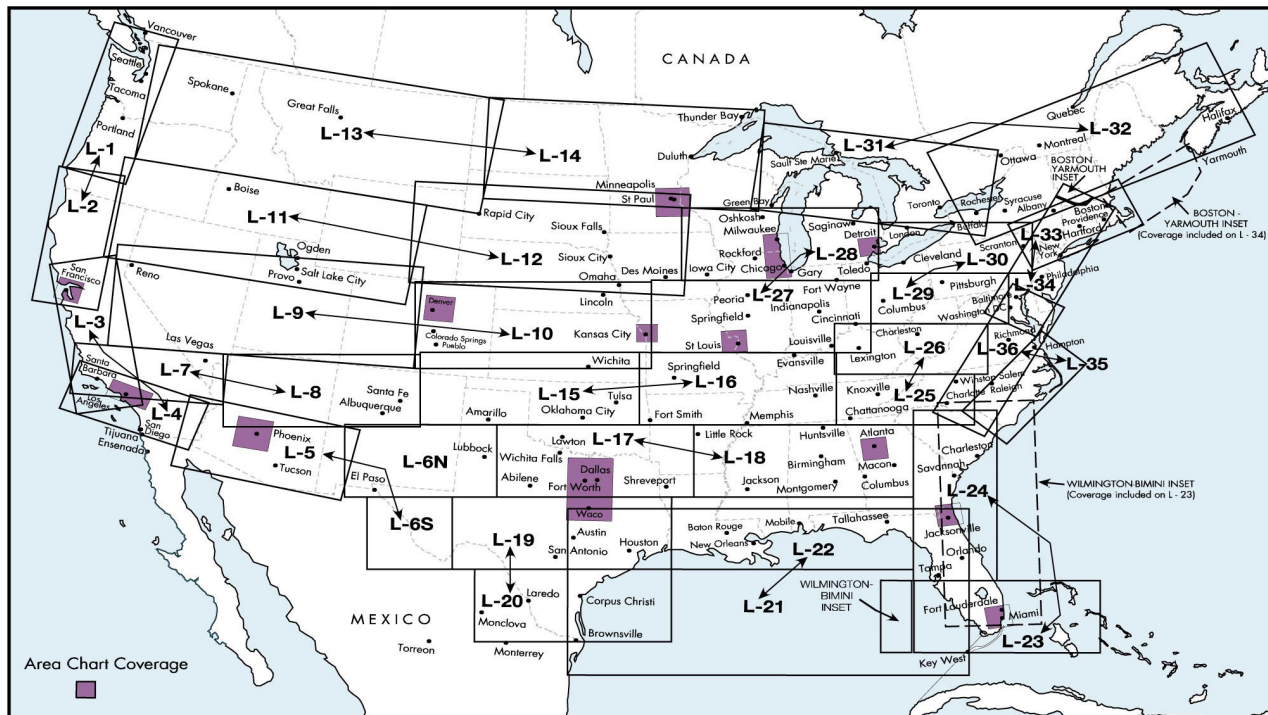 Vancouver
CANADA
Seattle
Tacoma
Spokane
Great Falls
Thunder Bay
Quebec
Halifax
Portland
L-13
L-14
L-31
L-32
Montreal
L-1
Duluth
Sault Ste Marie
Ottawa
BOSTON
YARMOUTH
INSET
Yarmouth
Minneapolis
St Paul
Boise
L-2
L-11
Rapid City
Green Bay
Oshkosh
Milwaukee
Saginaw
Detroit
Toronto
London
Rochester
Buffalo
Syracuse
Albany
Boston
Providence
Hartford
BOSTON -
YARMOUTH INSET
(Coverage included on L - 34)
Sioux Falls
L-33
Scranton
New
York
Ogden
Salt Lake City
Provo
L-12
Sioux City
Omaha
Des Moines
Rockford
Chicago
Iowa City
Gary
L-28
Toledo
Cleveland
L-30
San
Francisco
Reno
Lincoln
Peoria
L-27
Fort Wayne
Indianapolis
L-29
Columbus
Pittsburgh
L-34
Philadelphia
Baltimore
Washington DC
Denver
L-3
L-9
L-10
Kansas City
Springfield
Cincinnati
Colorado Springs
Pueblo
St Louis
Louisville
Lexington
Charleston
L-26
Richmond
L-36
Hampton
L-35
Las Vegas
Santa
Barbara
Los
Angeles
L-7
L-8
Wichita
Evansville
Springfield
L-15
L-16
Santa Fe
Albuquerque
Tulsa
Nashville
Knoxville
L-25
Winston Salem
Charlotte
Raleigh
L-4
San
Diego
Tijuana
Ensenada
Amarillo
Oklahoma City
Fort Smith
Memphis
Chattanooga
Phoenix
L-5
Tucson
Lubbock
L-6N
Lawton
L-17
Wichita Falls
Little Rock
L-18
Huntsville
Atlanta
Birmingham
Macon
Charleston
Savannah
El Paso
Abilene
Dallas
Fort Worth
Shreveport
Jackson
Montgomery
Columbus
L-24
WILMINGTON-BIMINI INSET
(Coverage included on L - 23)
L-6S
Waco
Austin
L-19
San Antonio
Houston
Baton Rouge
New Orleans
Mobile
Tallahassee
Jacksonville
L-22
Orlando
Tampa
WILMINGTON-
BIMINI
INSET
L-20
Laredo
Monclova
Corpus Christi
L-21
Fort Lauderdale
Miami
MEXICO
Torreon
Monterrey
Brownsville
Key West
L-23
Area Chart Coverage